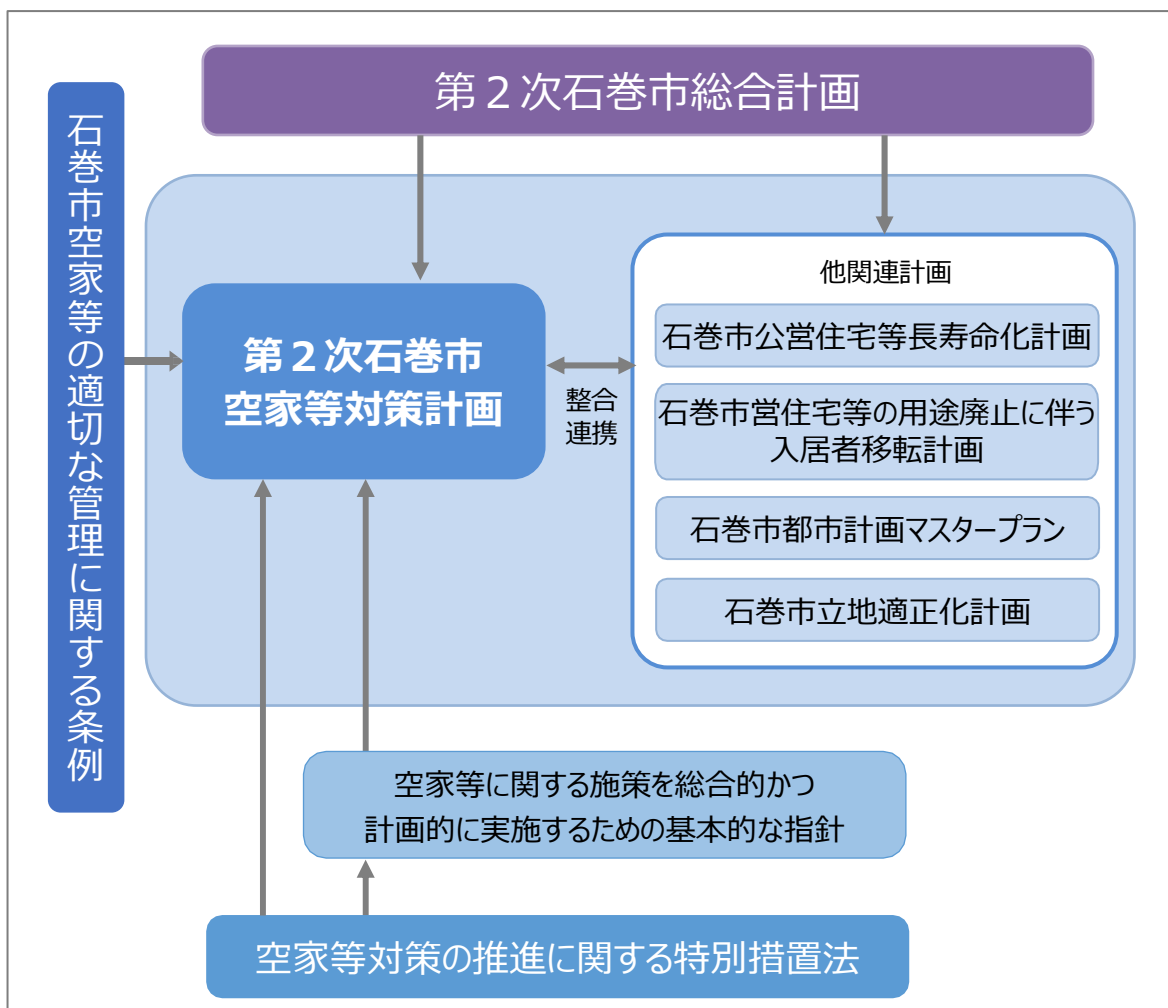 第２次石巻市総合計画
石巻市空家等の適切な管理に関する条例
他関連計画
石巻市公営住宅等長寿命化計画
第２次石巻市
空家等対策計画
整合
連携
石巻市営住宅等の用途廃止に伴う
入居者移転計画
石巻市都市計画マスタープラン
石巻市立地適正化計画
空家等に関する施策を総合的かつ
計画的に実施するための基本的な指針
空家等対策の推進に関する特別措置法